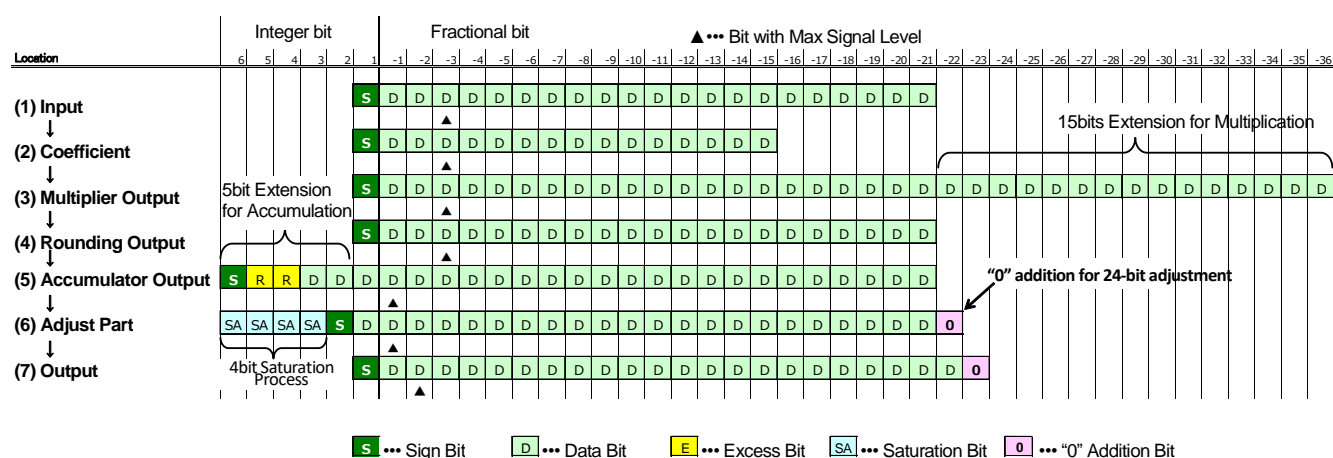 Integer bit Fractional bit
▲ ••• Bit with Max Signal Level
Location 6 5 4 3 2 1 -1 -2 -3 -4 -5 -6 -7 -8 -9 -10 -11 -12 -13 -14 -15 -16 -17 -18 -19 -20 -21 -22 -23 -24 -25 -26 -27 -28 -29 -30 -31 -32 -33 -34 -35 -36
(1) Input S D D D D D D D D D D D D D D D D D D D D D
15bits Extension for Multiplication
(2) Coefficient S D D D D D D D D D D D D D D D
5bit Extension
for Accumulation
(3) Multiplier Output S D D D D D D D D D D D D D D D D D D D D D D D D D D D D D D D D D D D D
(4) Rounding Output S D D D D D D D D D D D D D D D D D D D D D
(5) Accumulator Output S R R D D D D D D D D D D D D D D D D D D D D D D D D
“0” addition for 24-bit adjustment
(6) Adjust Part SA SA SA SA S D D D D D D D D D D D D D D D D D D D D D D 0
4bit Saturation
Process
(7) Output S D D D D D D D D D D D D D D D D D D D D D D 0
S ••• Sign Bit D ••• Data Bit E ••• Excess Bit SA ••• Saturation Bit 0 ••• “0” Addition Bit